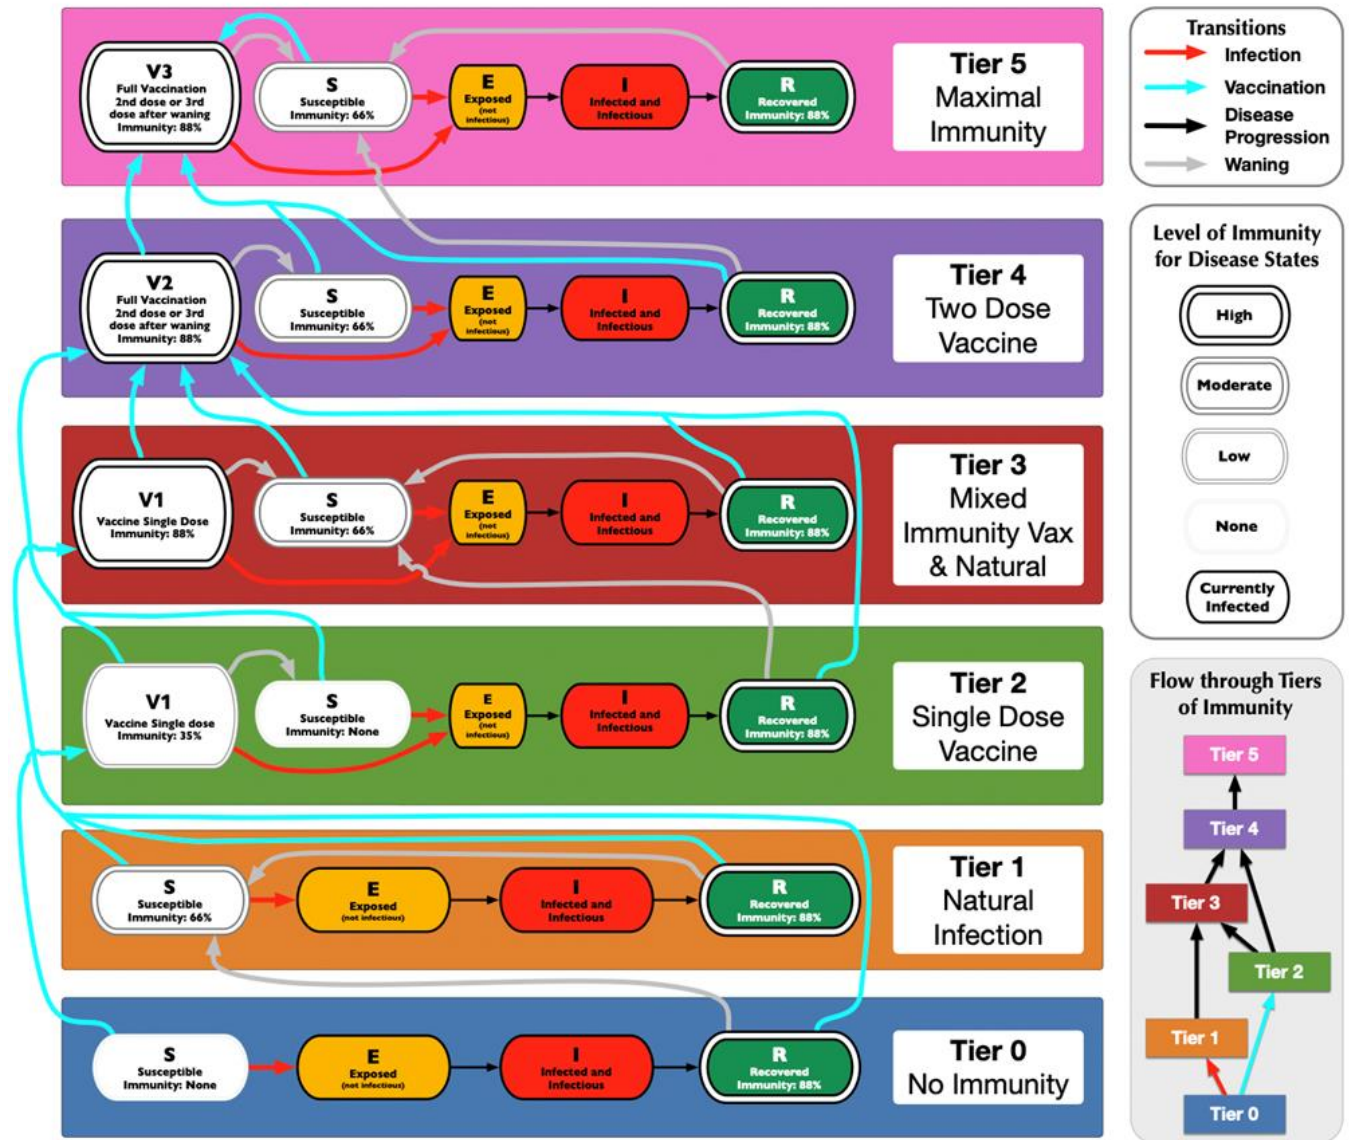 V3
Full Vaccination
2nd dose or 3rd
dose after waning
Immunity: 88%
S
Susceptible
Immunity: 66%
E
Exposed
(not
infectious)
I
Infected and
Infectious
R
Recovered
Immunity: 88%
Tier 5
Maximal
Immunity
V2
Full Vaccination
2nd dose or 3rd
dose after waning
Immunity: 88%
S
Susceptible
Immunity: 66%
E
Exposed
(not
infectious)
I
Infected and
Infectious
R
Recovered
Immunity: 88%
Tier 4
Two Dose
Vaccine
V1
Vaccine Single Dose
Immunity: 88%
S
Susceptible
Immunity: 66%
E
Exposed
(not
infectious)
I
Infected and
Infectious
R
Recovered
Immunity: 88%
Tier 3
Mixed
Immunity Vax
& Natural
V1
Vaccine Single dose
Immunity: 35%
S
Susceptible
Immunity: None
E
Exposed
(not
infectious)
I
Infected and
Infectious
R
Recovered
Immunity: 88%
Tier 2
Single Dose
Vaccine
S
Susceptible
Immunity: 66%
E
Exposed
(not infectious)
I
Infected and
Infectious
R
Recovered
Immunity: 88%
Tier 1
Natural
Infection
S
Susceptible
Immunity: None
E
Exposed
(not infectious)
I
Infected and
Infectious
R
Recovered
Immunity: 88%
Tier 0
No Immunity
Transitions
Infection
Vaccination
Disease
Progression
Waning
Level of Immunity
for Disease States
High
Moderate
Low
None
Currently
Infected
Flow through Tiers
of Immunity
Tier 5
Tier 4
Tier 3
Tier 2
Tier 1
Tier 0